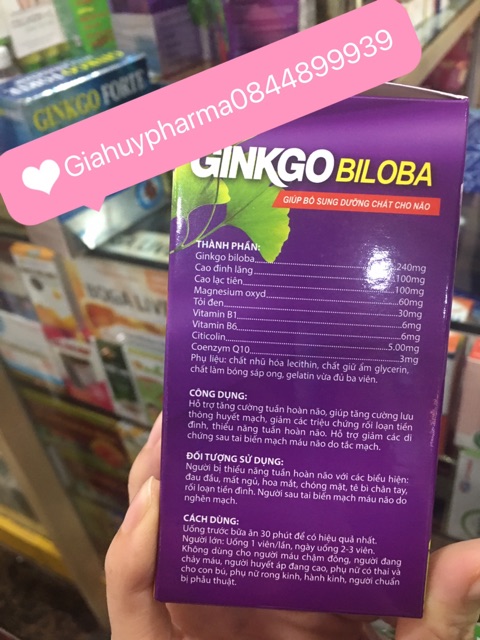 GINKGO FORTE
Giahuypharma0844899939
GINKGO BILOBA
GIÚP BỔ SUNG DƯỠNG CHẤT CHO NÃO
THÀNH PHẦN:
Ginkgo biloba 240mg
Cao đinh lăng 100mg
Cao lạc tiên 100mg
Magnesium oxyd 60mg
Tỏi đen 30mg
Vitamin B1 6mg
Vitamin B6 6mg
Citicolin 5.00mg
Coenzym Q10 3mg
Phụ liệu: chất nhũ hóa lecithin, chất giữ ẩm glycerin,
chất làm bóng sáp ong, gelatin vừa đủ ba viên.
CÔNG DỤNG:
Hỗ trợ tăng cường tuần hoàn não, giúp tăng cường lưu
thông huyết mạch, giảm các triệu chứng rối loạn tiền
đình, thiểu năng tuần hoàn não. Hỗ trợ giảm các di
chứng sau tai biến mạch máu não do tắc mạch.
ĐỐI TƯỢNG SỬ DỤNG:
Người bị thiếu năng tuần hoàn não với các biểu hiện:
đau đầu, mất ngủ, hoa mắt, chóng mặt, tê bì chân tay,
rối loạn tiền đình. Người sau tai biến mạch máu não do
nghẽn mạch.
CÁCH DÙNG:
Uống trước bữa ăn 30 phút để có hiệu quả nhất.
Người lớn: Uống 1 viên/lần, ngày uống 2-3 viên.
Không dùng cho người máu chậm đông, người đang
chảy máu, người huyết áp đang cao, phụ nữ có thai và
cho con bú, phụ nữ rong kinh, hành kinh, người chuẩn
bị phẫu thuật.